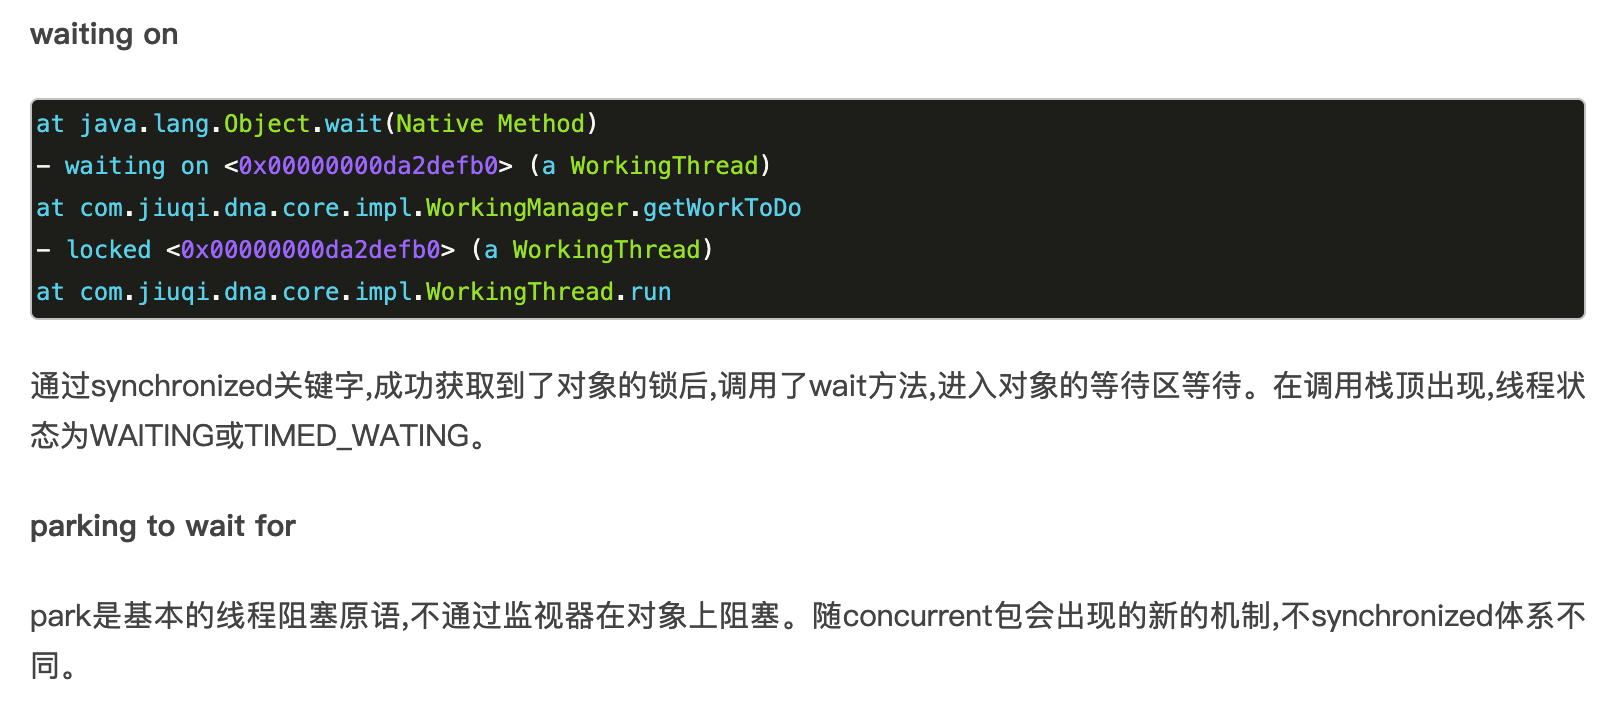 waiting on
at java.lang.Object.wait(Native Method)
- waiting on <0x00000000da2defb0> (a WorkingThread)
at com.jiuqi.dna.core.impl.WorkingManager.getWorkToDo
- locked <0x00000000da2defb0> (a WorkingThread)
at com.jiuqi.dna.core.impl.WorkingThread.run
通过synchronized关键字,成功获取到了对象的锁后,调用了wait方法,进入对象的等待区等待。在调用栈顶出现,线程状
态为WAITING或TIMED_WATING。
parking to wait for
park是基本的线程阻塞原语,不通过监视器在对象上阻塞。随concurrent包会出现的新的机制,不synchronized体系不
同。